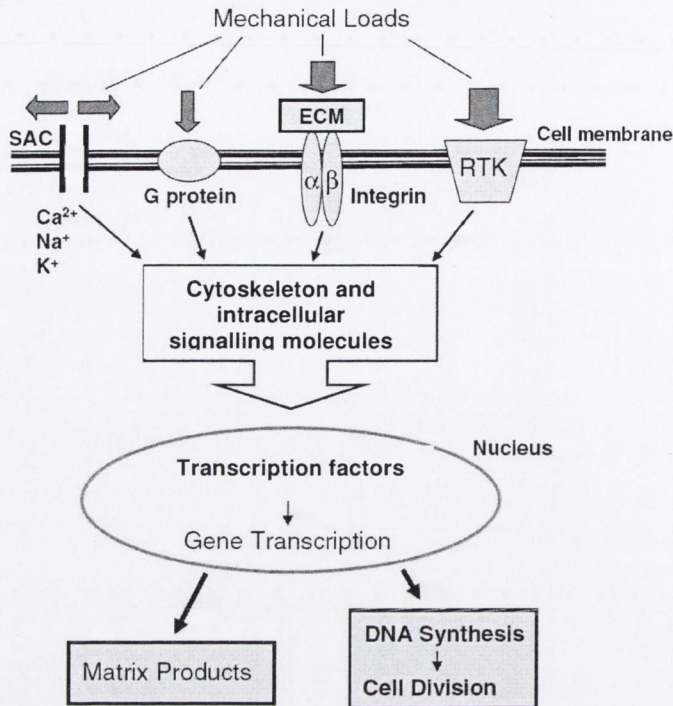 Mechanical Loads
ECM
SAC
Cell membrane
α β
RTK
G protein
Integrin
Ca²⁺
Na⁺
K⁺
Cytoskeleton and
intracellular
signalling molecules
Nucleus
Transcription factors
Gene Transcription
DNA Synthesis
Matrix Products
Cell Division